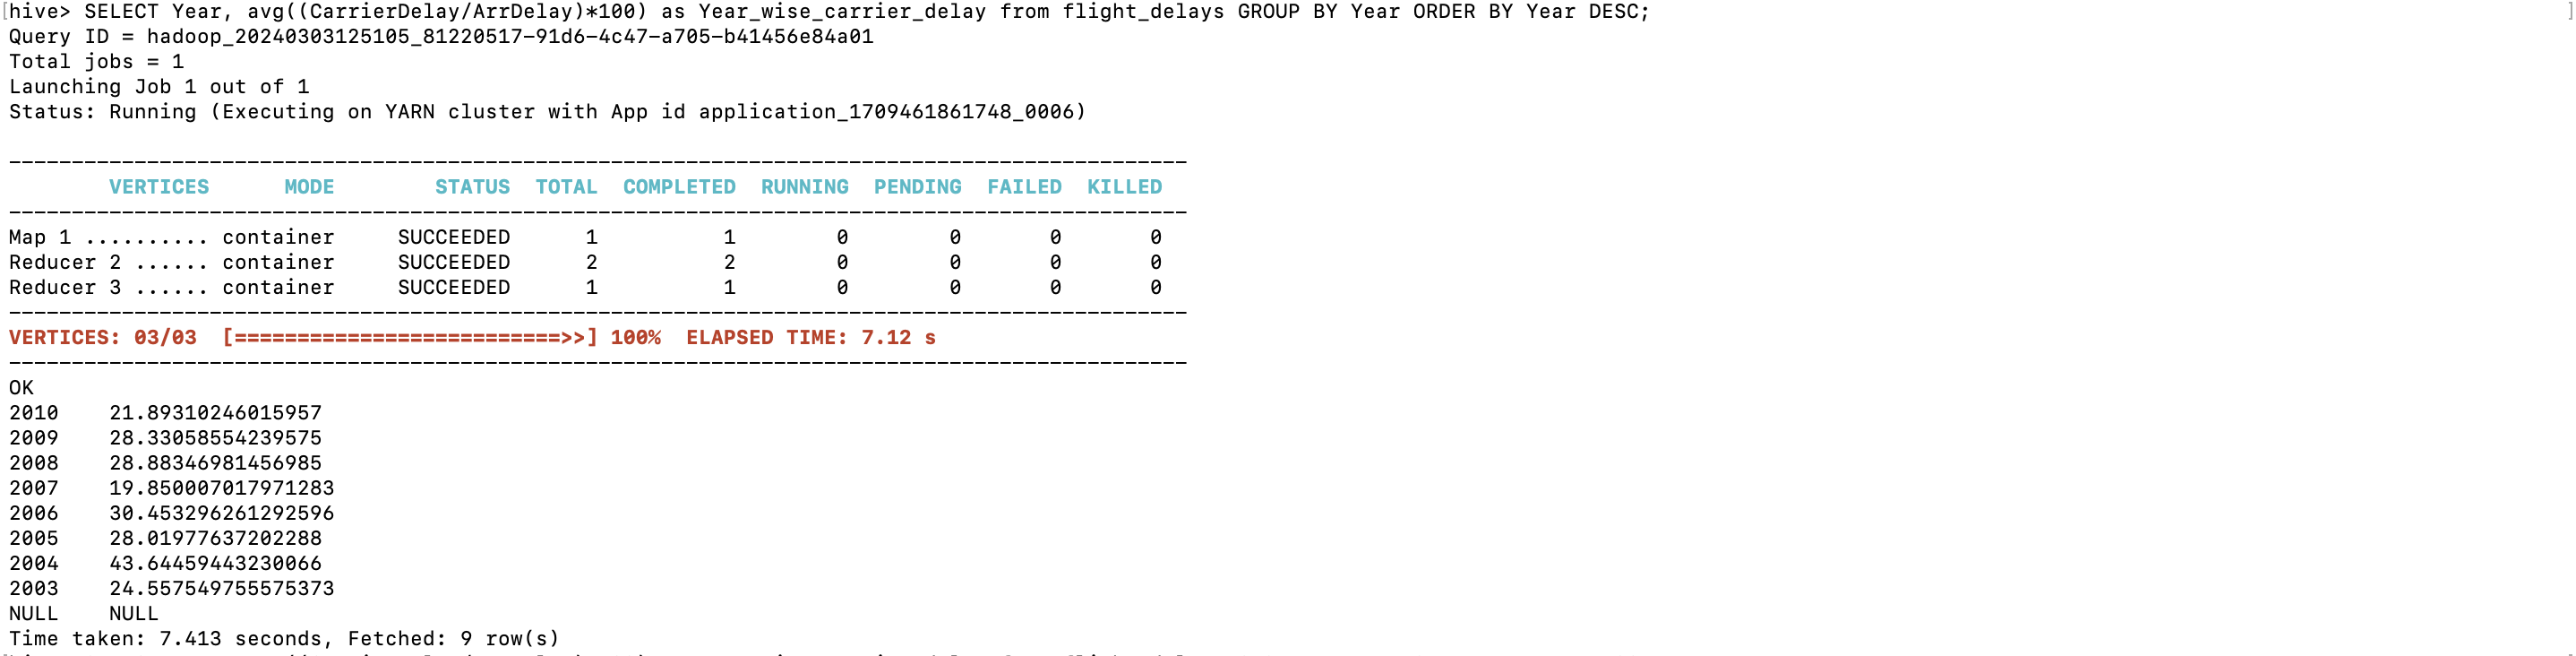 [hive> SELECT Year, avg((CarrierDelay/ArrDelay)*100) as Year_wise_carrier_delay from flight_delays GROUP BY Year ORDER BY Year DESC; ]
Query ID = hadoop_20240303125105_81220517-91d6-4c47-a705-b41456e84a01
Total jobs = 1
Launching Job 1 out of 1
Status: Running (Executing on YARN cluster with App id application_1709461861748_0006)
----------------------------------------------------------------------------------------------
VERTICES MODE STATUS TOTAL COMPLETED RUNNING PENDING FAILED KILLED
----------------------------------------------------------------------------------------------
Map 1 .......... container SUCCEEDED 1 1 0 0 0 0
Reducer 2 ...... container SUCCEEDED 2 2 0 0 0 0
Reducer 3 ...... container SUCCEEDED 1 1 0 0 0 0
----------------------------------------------------------------------------------------------
VERTICES: 03/03 [==========================>>] 100% ELAPSED TIME: 7.12 s
----------------------------------------------------------------------------------------------
OK
2010 21.89310246015957
2009 28.33058554239575
2008 28.88346981456985
2007 19.850007017971283
2006 30.453296261292596
2005 28.01977637202288
2004 43.64459443230066
2003 24.557549755575373
NULL NULL
Time taken: 7.413 seconds, Fetched: 9 row(s)